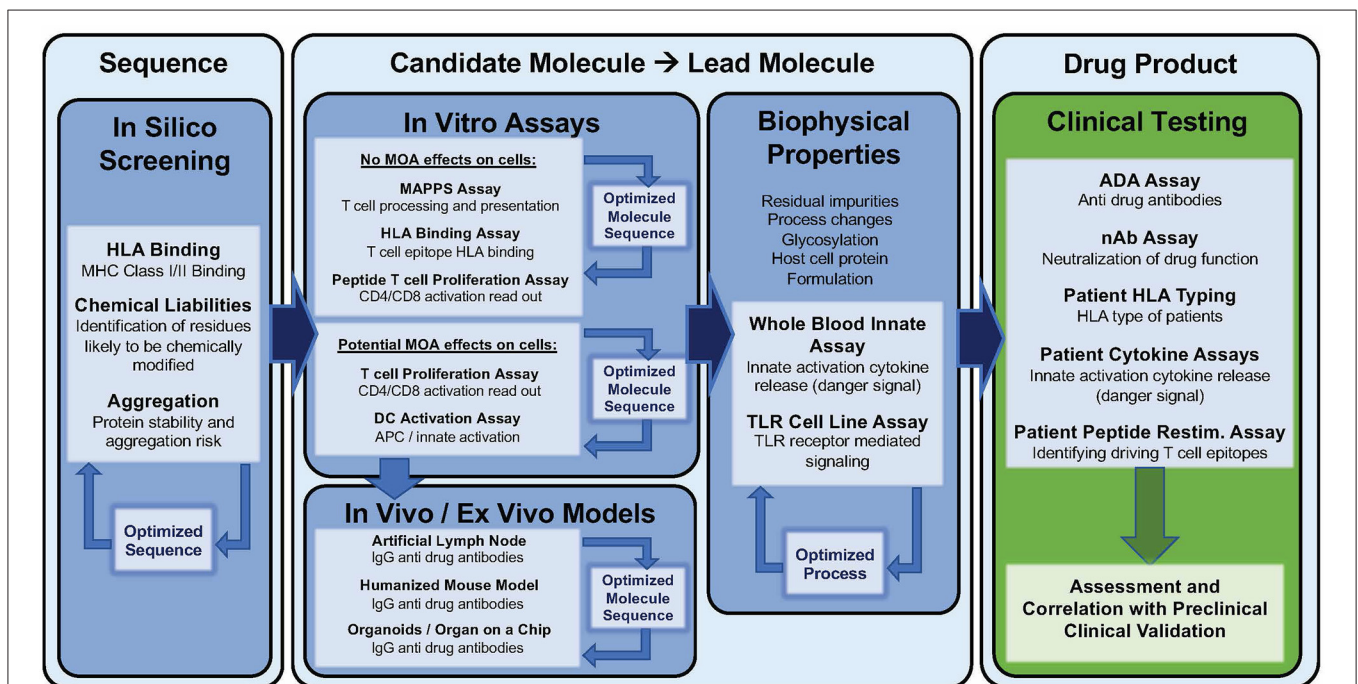 Sequence
In Silico
Screening
HLA Binding
MHC Class I/II Binding
Chemical Liabilities
Identification of residues
likely to be chemically
modified
Aggregation
Protein stability and
aggregation risk
Optimized
Sequence
Candidate Molecule → Lead Molecule
In Vitro Assays
No MOA effects on cells:
MAPPS Assay
T cell processing and presentation
HLA Binding Assay
T cell epitope HLA binding
Peptide T cell Proliferation Assay
CD4/CD8 activation read out
Optimized
Molecule
Sequence
Potential MOA effects on cells:
T cell Proliferation Assay
CD4/CD8 activation read out
DC Activation Assay
APC / innate activation
Optimized
Molecule
Sequence
In Vivo / Ex Vivo Models
Artificial Lymph Node
IgG anti drug antibodies
Humanized Mouse Model
IgG anti drug antibodies
Organoids / Organ on a Chip
IgG anti drug antibodies
Optimized
Molecule
Sequence
Biophysical
Properties
Residual impurities
Process changes
Glycosylation
Host cell protein
Formulation
Whole Blood Innate
Assay
Innate activation cytokine
release (danger signal)
TLR Cell Line Assay
TLR receptor mediated
signaling
Optimized
Process
Drug Product
Clinical Testing
ADA Assay
Anti drug antibodies
nAb Assay
Neutralization of drug function
Patient HLA Typing
HLA type of patients
Patient Cytokine Assays
Innate activation cytokine release
(danger signal)
Patient Peptide Restim. Assay
Identifying driving T cell epitopes
Assessment and
Correlation with Preclinical
Clinical Validation